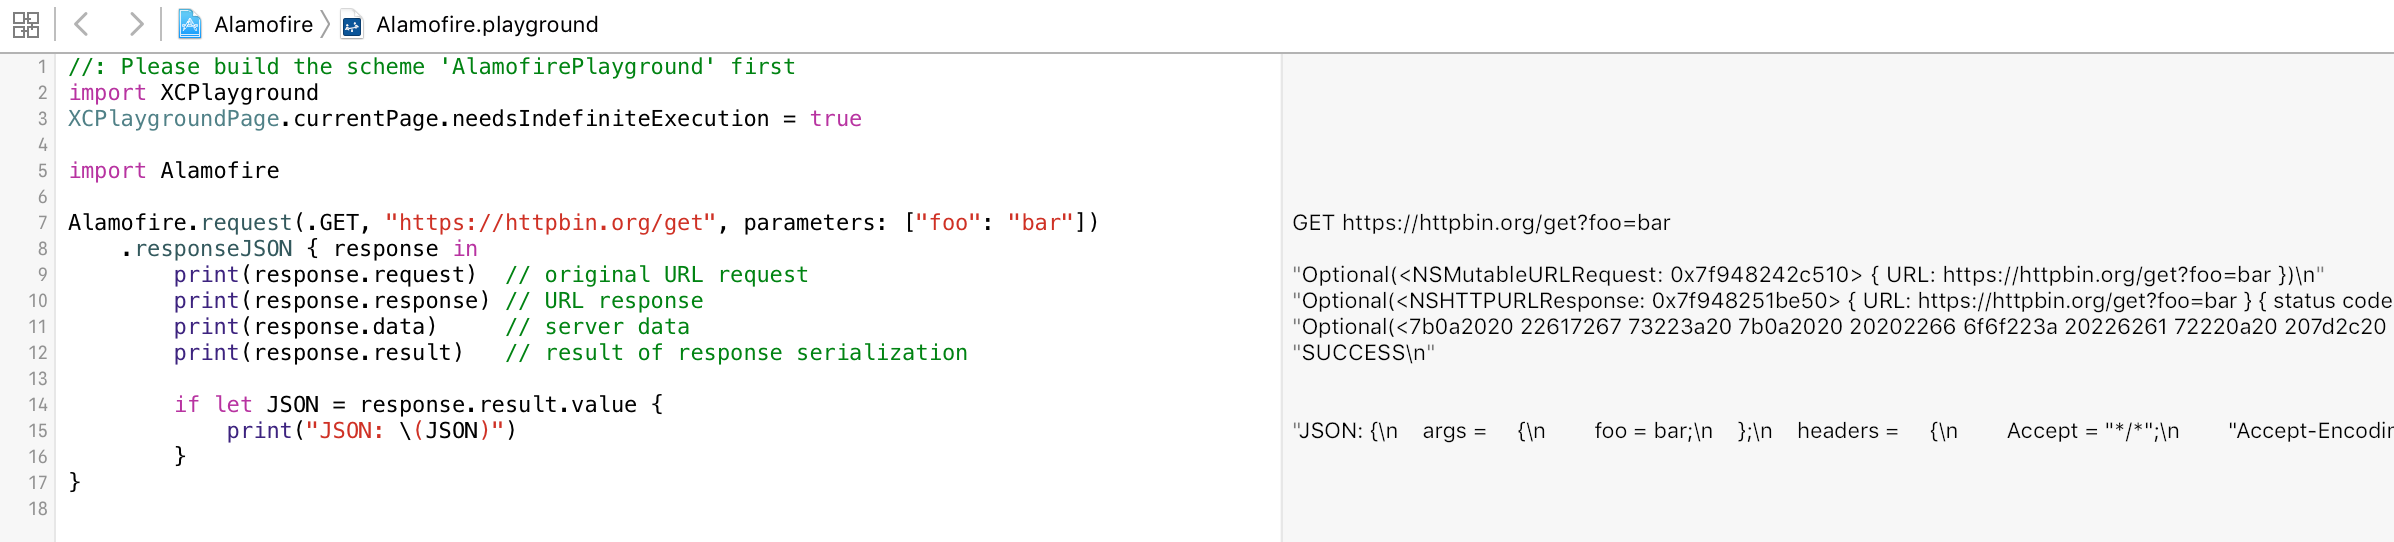 Alamofire Alamofire.playground
1 //: Please build the scheme 'AlamofirePlayground' first
2 import XCPlayground
3 XCPlaygroundPage.currentPage.needsIndefiniteExecution = true
4
5 import Alamofire
6
7 Alamofire.request(.GET, "https://httpbin.org/get", parameters: ["foo": "bar"]) GET https://httpbin.org/get?foo=bar
8 .responseJSON { response in
9 print(response.request) // original URL request "Optional(<NSMutableURLRequest: 0x7f948242c510> { URL: https://httpbin.org/get?foo=bar })\n"
10 print(response.response) // URL response "Optional(<NSHTTPURLResponse: 0x7f948251be50> { URL: https://httpbin.org/get?foo=bar } { status code
11 print(response.data) // server data "Optional(<7b0a2020 22617267 73223a20 7b0a2020 20202266 6f6f223a 20226261 72220a20 207d2c20
12 print(response.result) // result of response serialization "SUCCESS\n"
13
14 if let JSON = response.result.value {
15 print("JSON: \(JSON)") "JSON: {\n args = {\n foo = bar;\n };\n headers = {\n Accept = "*/*";\n "Accept-Encodin
16 }
17 }
18